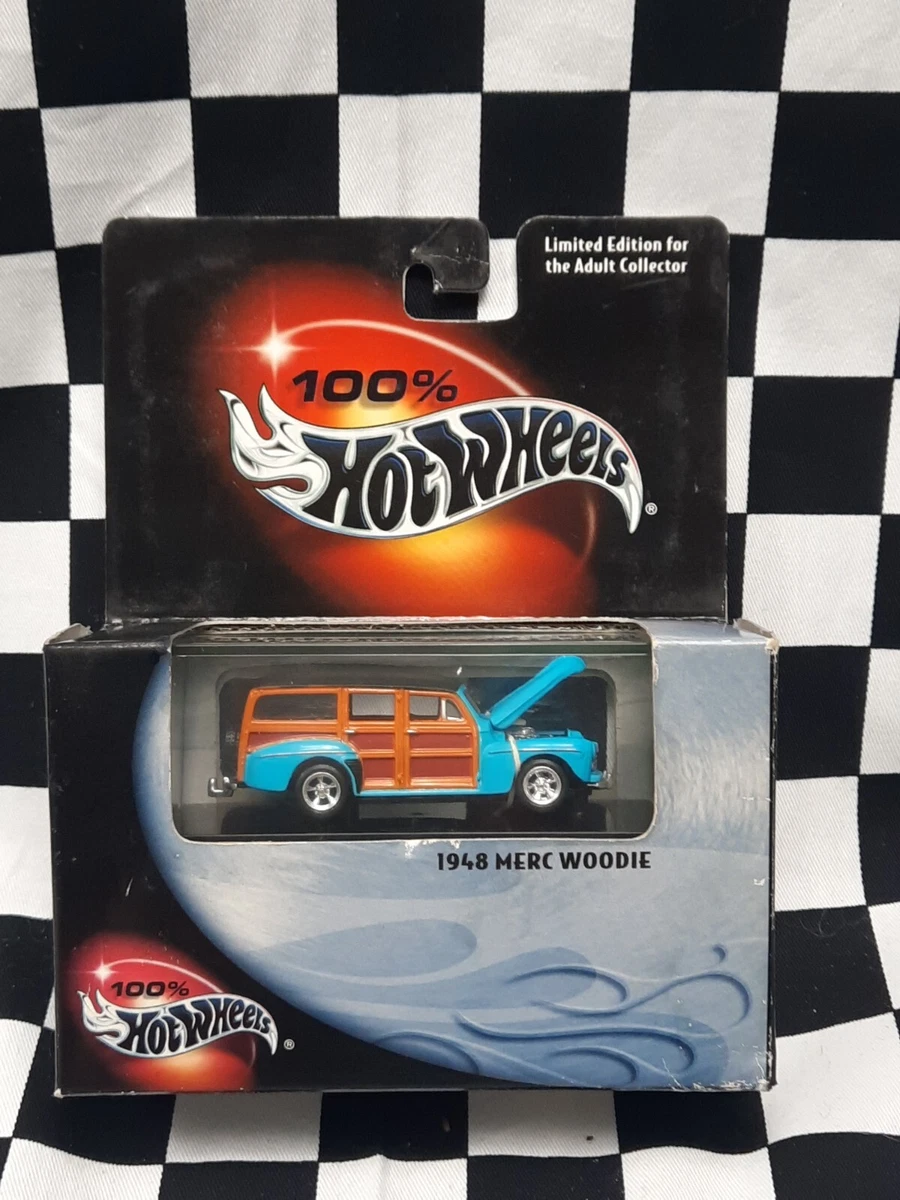 Limited Edition for
the Adult Collector
100%
Hot Wheels®
1948 MERC WOODIE
100%
Hot Wheels®